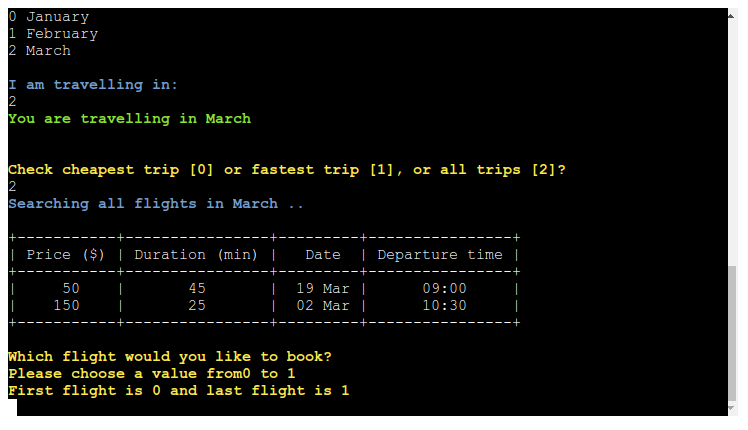 0 January
1 February
2 March
I am travelling in:
2
You are travelling in March
Check cheapest trip [0] or fastest trip [1], or all trips [2]?
2
Searching all flights in March ..
+-----------+----------------+---------+----------------+
| Price ($) | Duration (min) |   Date  | Departure time |
+-----------+----------------+---------+----------------+
|     50    |       45       |  19 Mar |     09:00      |
|    150    |       25       |  02 Mar |     10:30      |
+-----------+----------------+---------+----------------+
Which flight would you like to book?
Please choose a value from0 to 1
First flight is 0 and last flight is 1